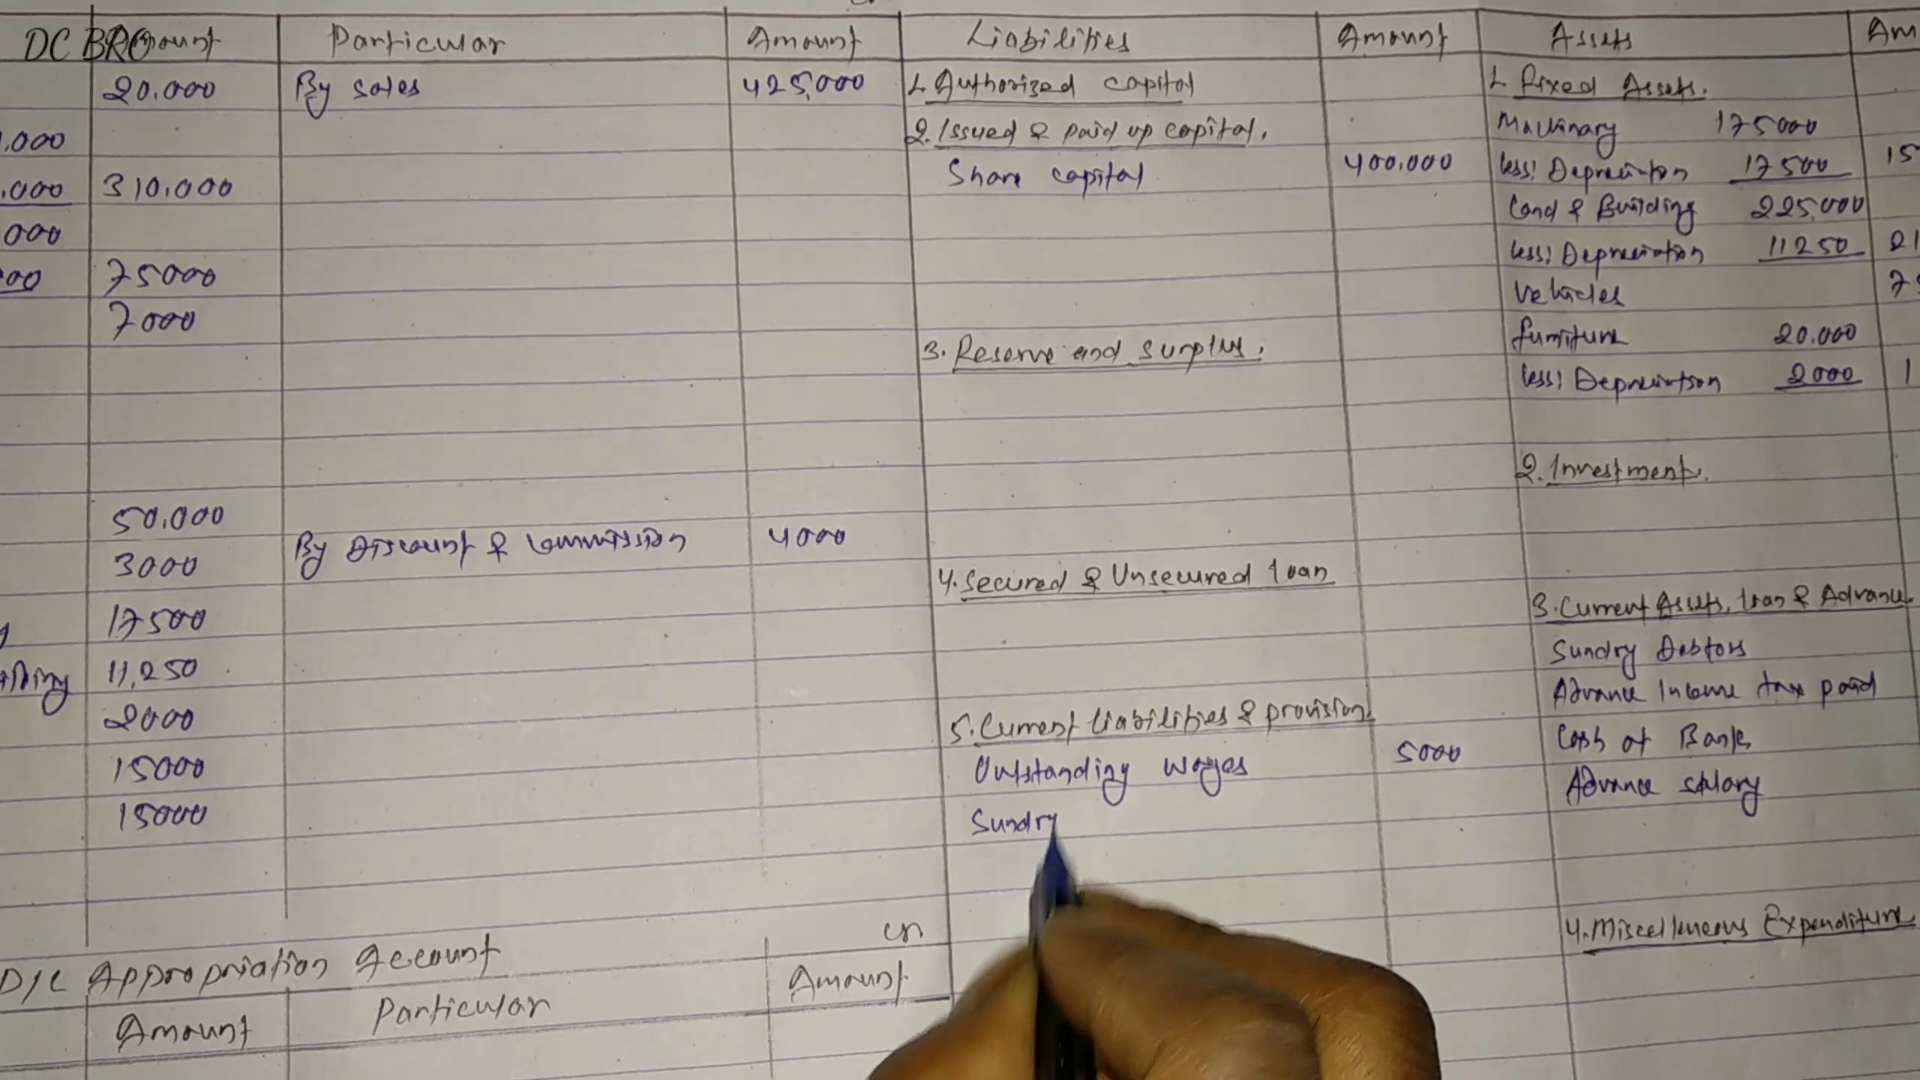 DC BRO Amount Particular Amount Liabilities Amount Assets Am
20.000 By sales 425,000 1. Authorized capital 1. Fixed Assets.
.000 2. Issued & paid up capital. Machinary 175000
.000 310.000 Share capital 400.000 less: Depreciation 17500 15
000 Land & Building 225,000
00 75000 less: Depreciation 11250 21
7000 Vehicles 75
3. Reserve and surplus. furniture 20.000
less: Depreciation 2000 1
2. Investment.
50.000
3000 By Discount & commission 4000
4. Secured & Unsecured loan
17500 3. Current Assets, loan & Advance
11,250 Sundry Debtors
2000 5. Current liabilities & provision. Advance Income tax paid
15000 Outstanding wages 5000 Cash at Bank
15000 Sundry Advance salary
cr. 4. Miscellaneous Expenditure
P/L Appropriation Account
Amount Particular Amount